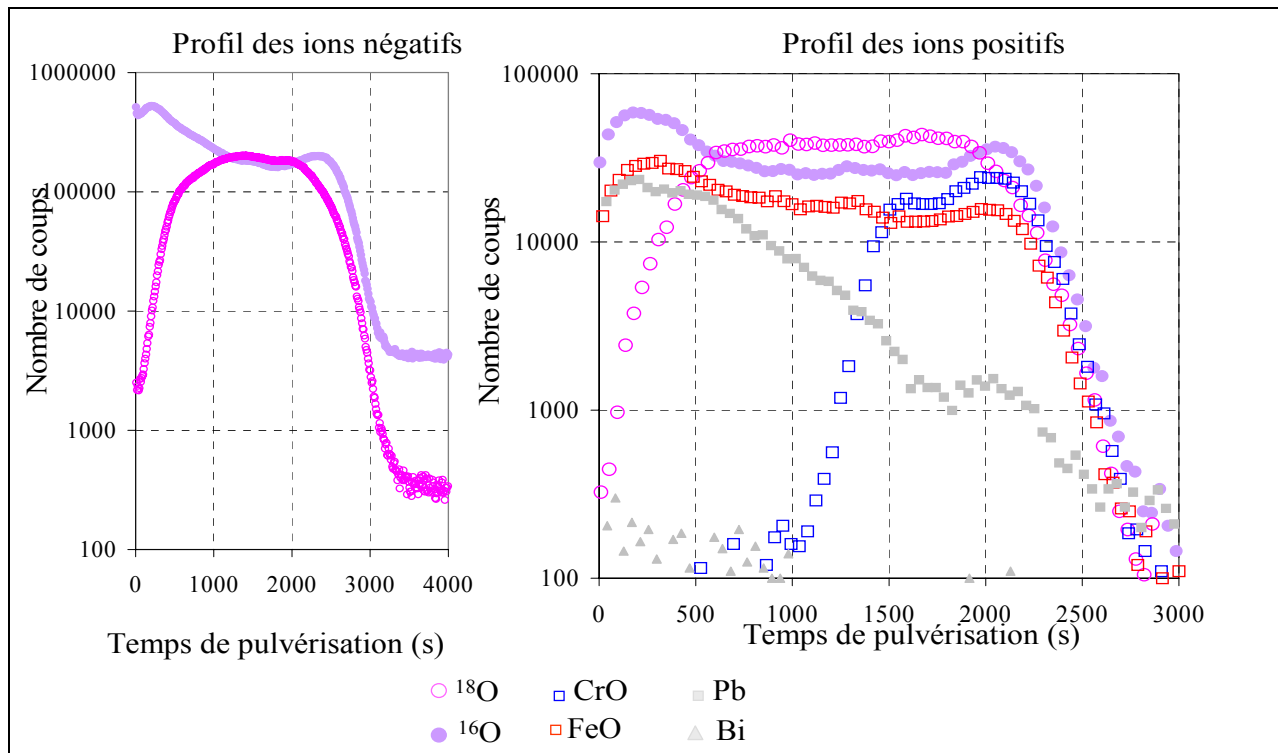 Profil des ions négatifs
Profil des ions positifs
Nombre de coups
1000000
100000
10000
1000
100
0 1000 2000 3000 4000
Temps de pulvérisation (s)
Nombre de coups
100000
10000
1000
100
0 500 1000 1500 2000 2500 3000
Temps de pulvérisation (s)
¹⁸O CrO Pb
¹⁶O FeO Bi